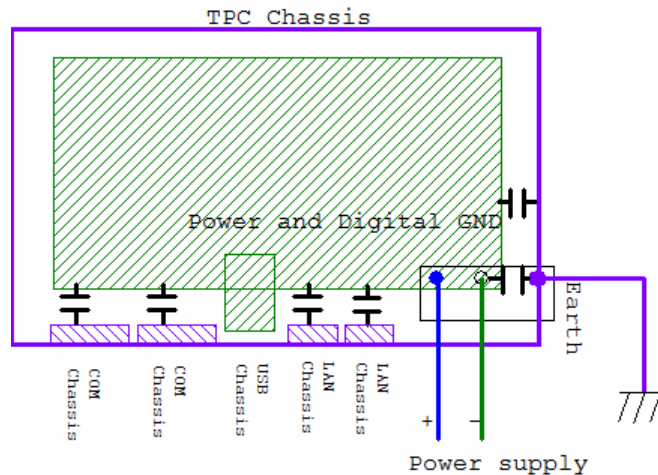 TPC Chassis
Power and Digital GND
Earth
COM
Chassis
COM
Chassis
USB
Chassis
LAN
Chassis
LAN
Chassis
+
-
Power supply